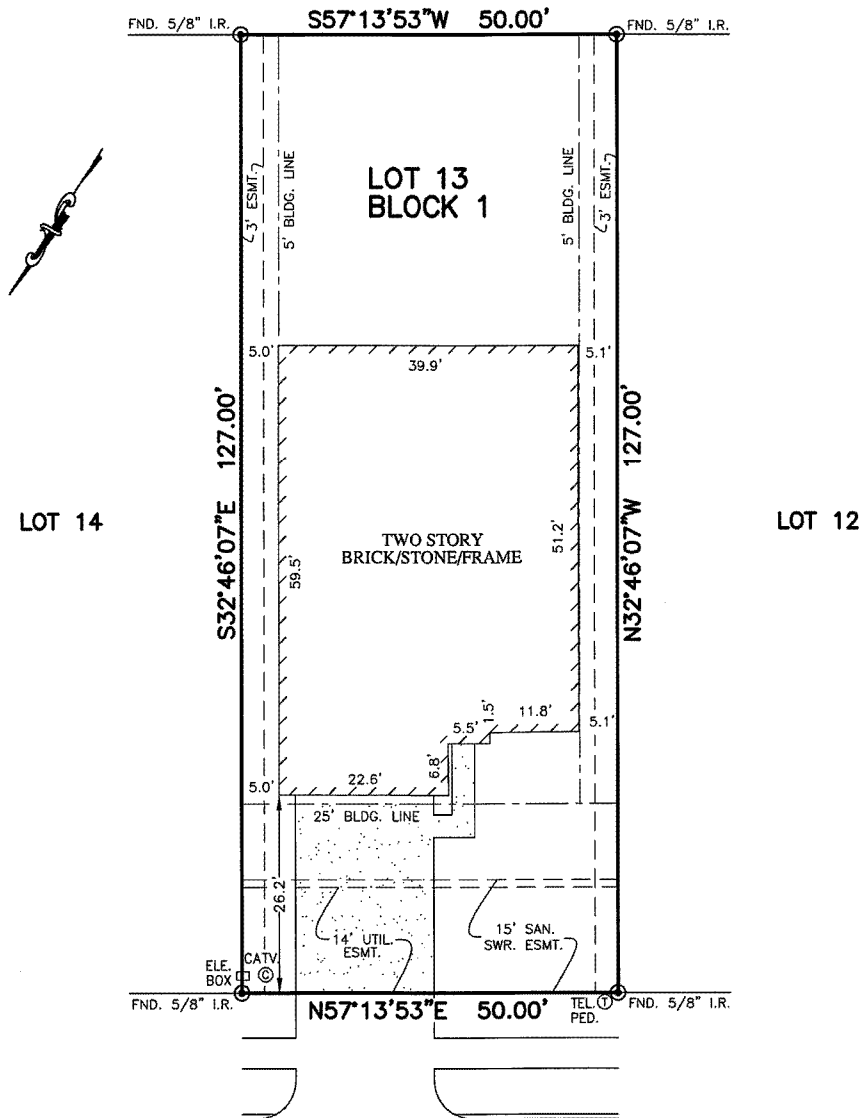 S57°13'53"W 50.00'
FND. 5/8" I.R.
FND. 5/8" I.R.
3' ESMT.
5' BLDG. LINE
LOT 13
BLOCK 1
5' BLDG. LINE
3' ESMT.
5.0'
39.9'
5.1'
S32°46'07"E 127.00'
N32°46'07"W 127.00'
LOT 14
LOT 12
TWO STORY
BRICK/STONE/FRAME
59.5'
51.2'
5.5'
1.5'
11.8'
5.1'
6.8'
5.0'
22.6'
25' BLDG. LINE
26.2'
14' UTIL.
ESMT.
15' SAN.
SWR. ESMT.
ELE.
BOX
CATV.
C
FND. 5/8" I.R.
N57°13'53"E 50.00'
TEL. T
PED.
FND. 5/8" I.R.